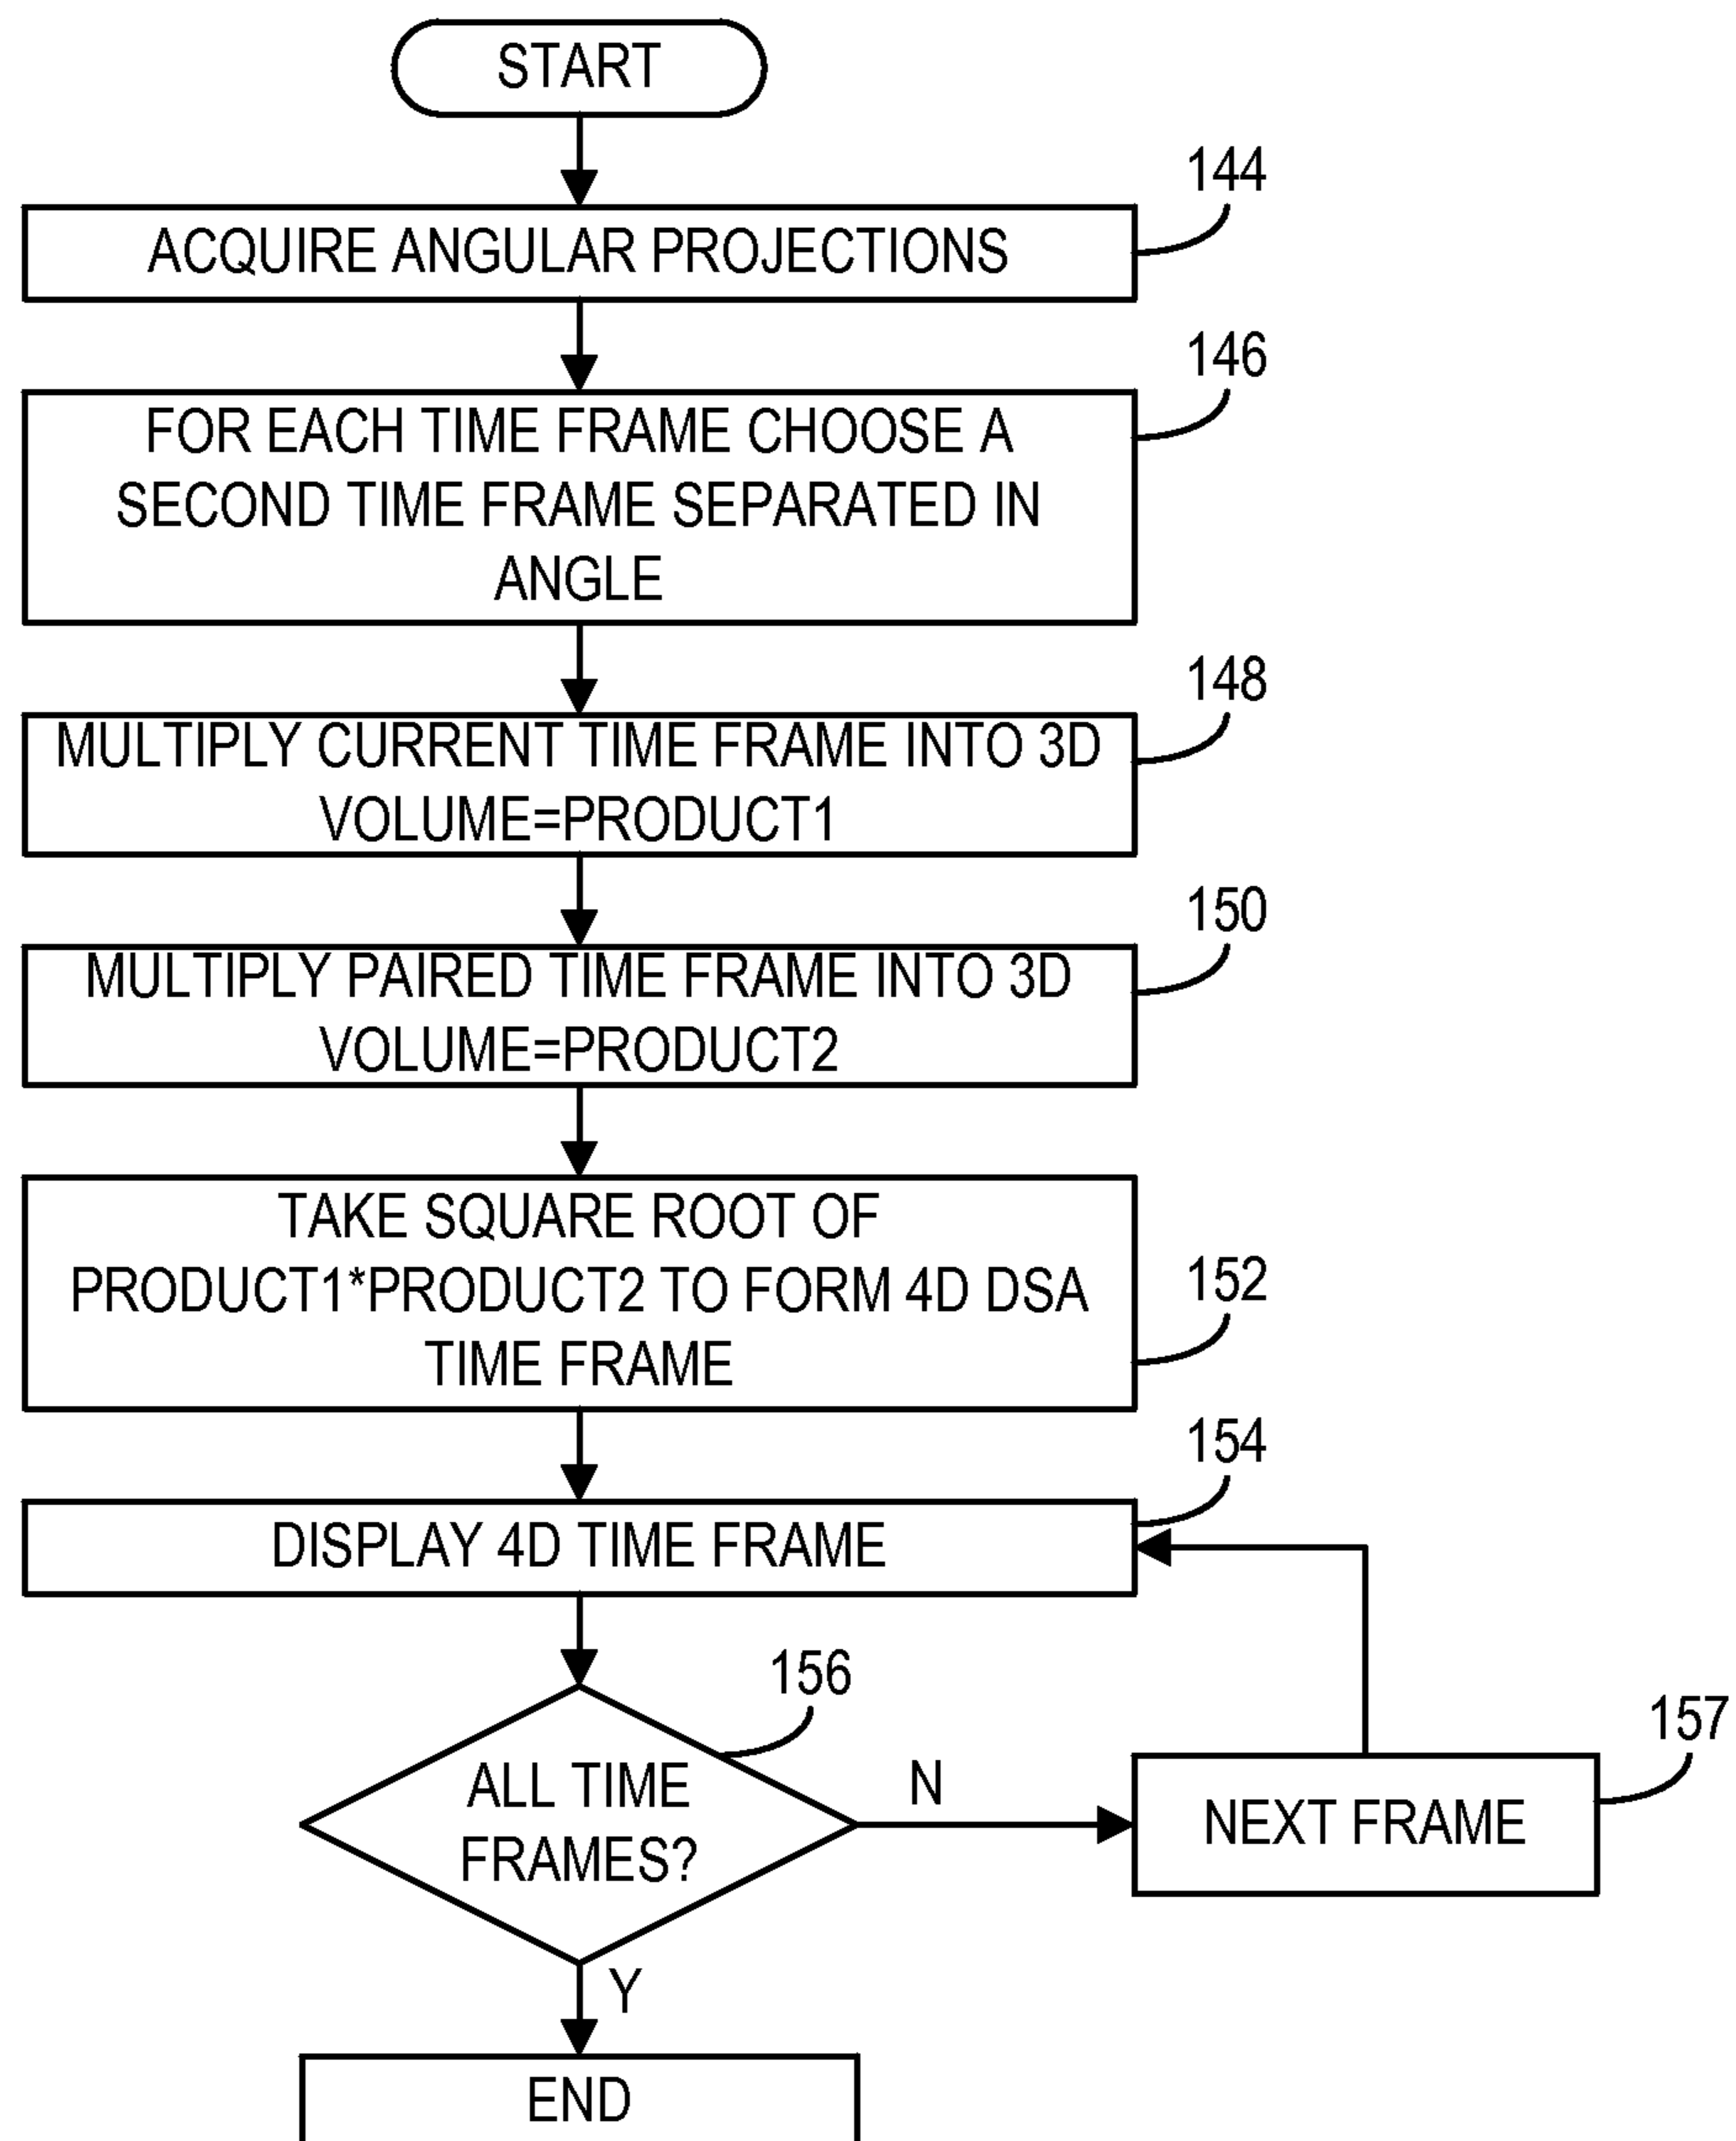 START
144
ACQUIRE ANGULAR PROJECTIONS
146
FOR EACH TIME FRAME CHOOSE A
SECOND TIME FRAME SEPARATED IN
ANGLE
148
MULTIPLY CURRENT TIME FRAME INTO 3D
VOLUME=PRODUCT1
150
MULTIPLY PAIRED TIME FRAME INTO 3D
VOLUME=PRODUCT2
TAKE SQUARE ROOT OF
PRODUCT1*PRODUCT2 TO FORM 4D DSA
TIME FRAME
152
154
DISPLAY 4D TIME FRAME
156
ALL TIME
FRAMES?
N
157
NEXT FRAME
Y
END